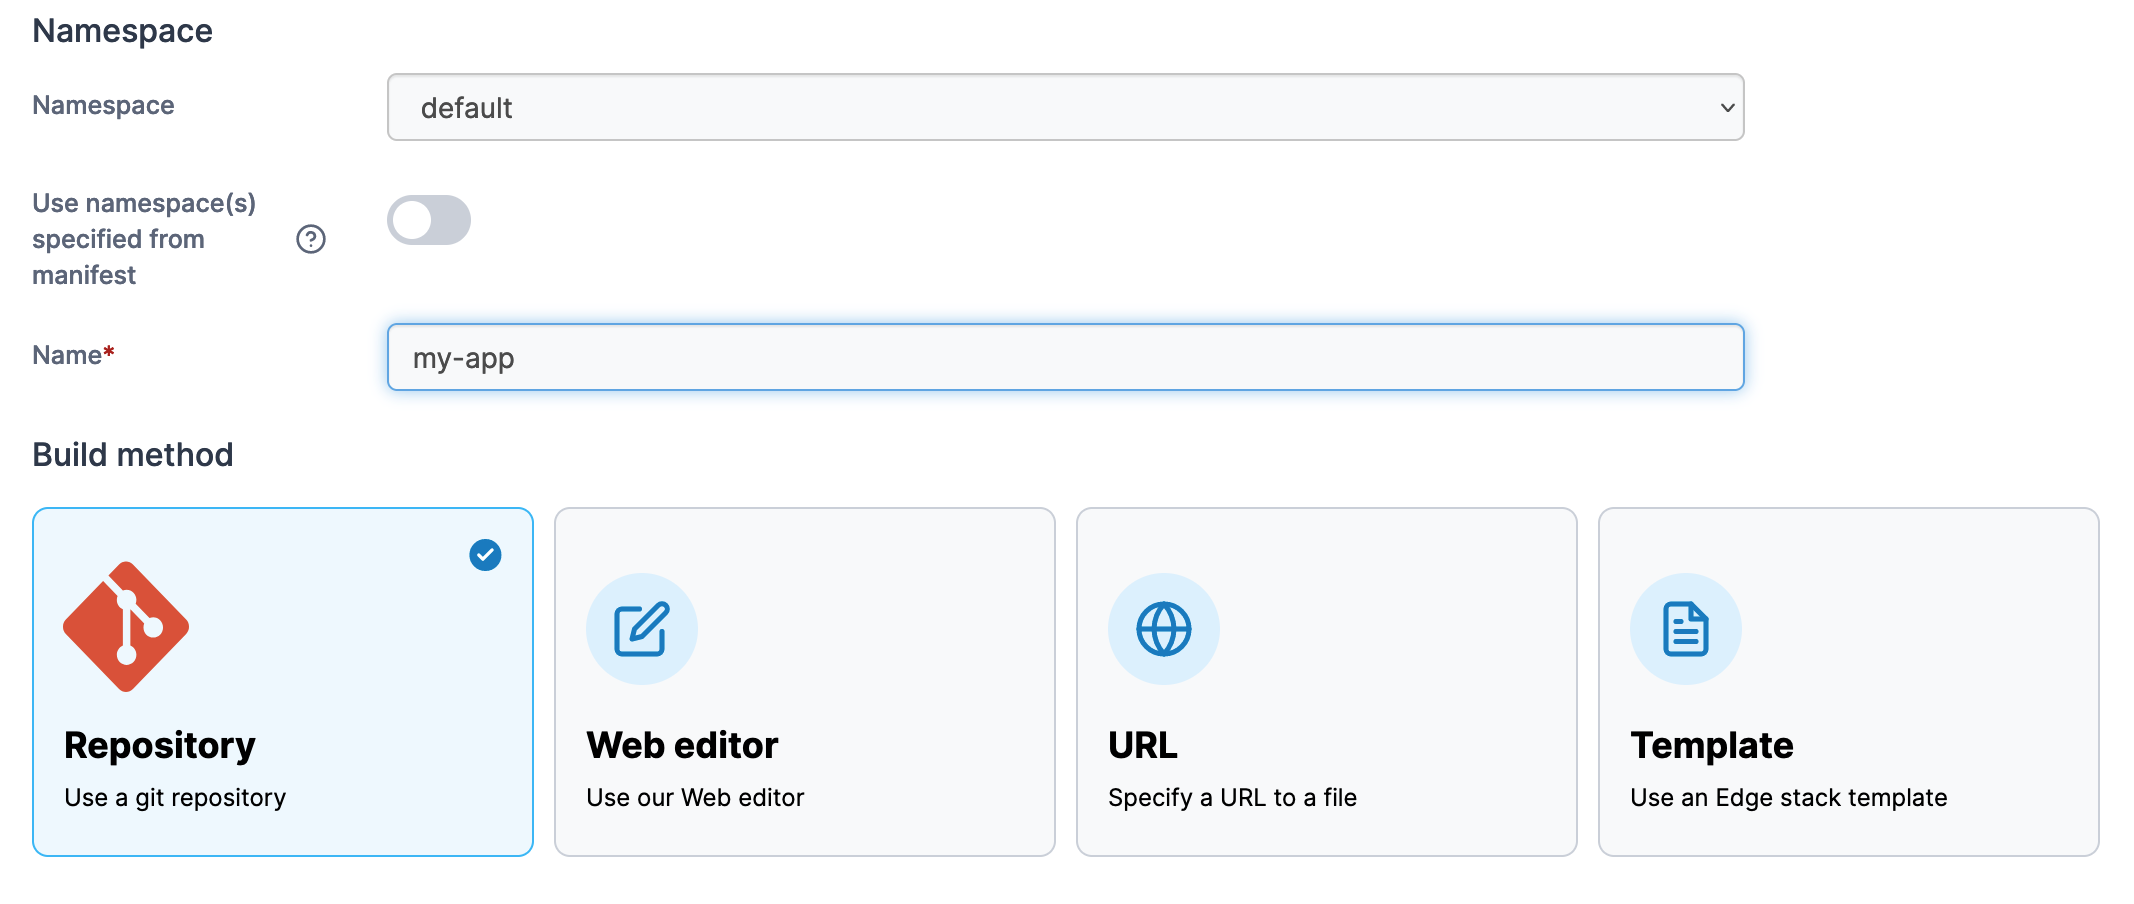 Namespace
Namespace
default
Use namespace(s)
specified from
manifest
Name*
my-app
Build method
Repository
Use a git repository
Web editor
Use our Web editor
URL
Specify a URL to a file
Template
Use an Edge stack template